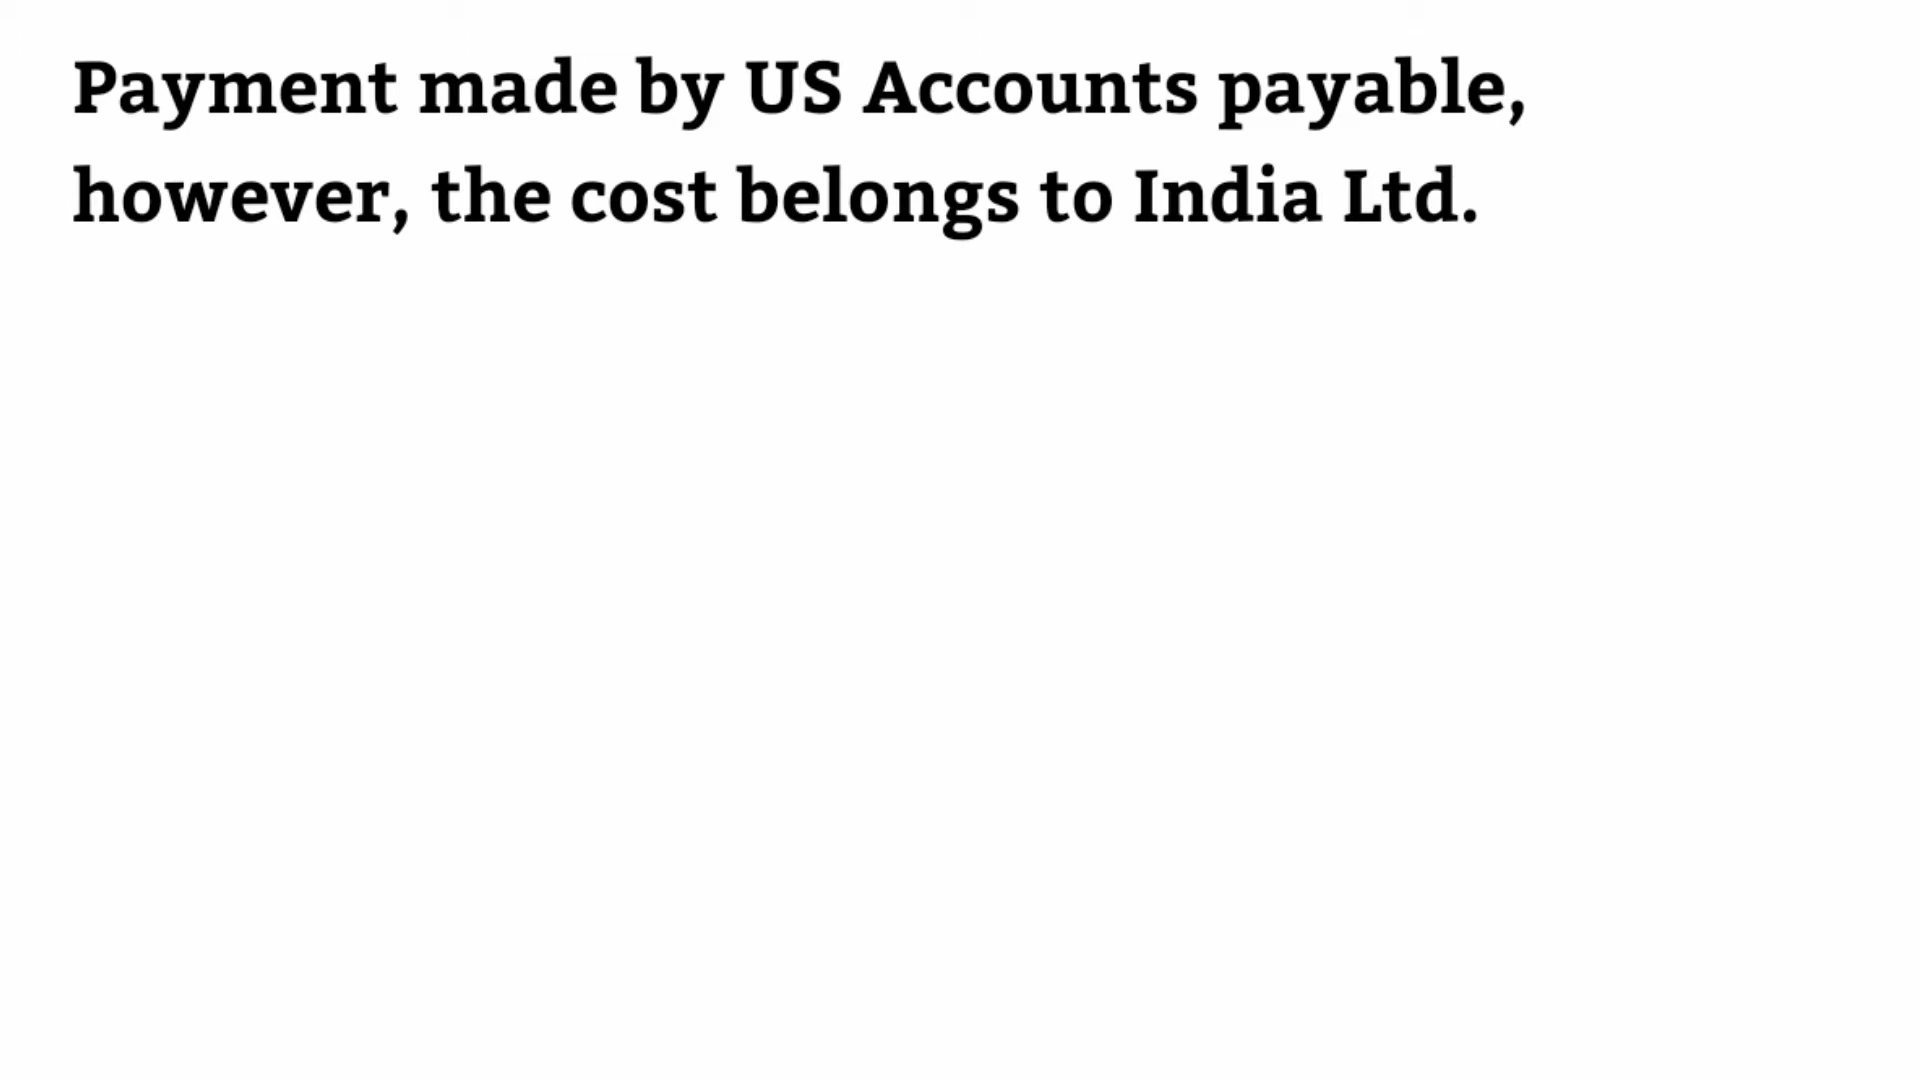 Payment made by US Accounts payable,
however, the cost belongs to India Ltd.